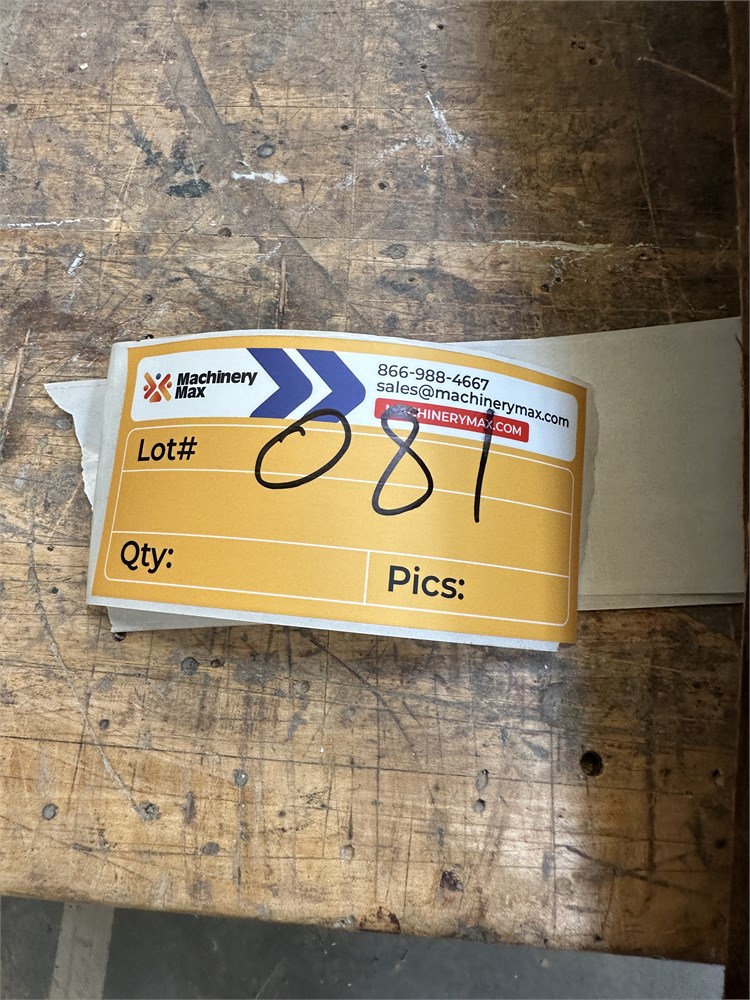 Machinery
Max
866-988-4667
sales@machinerymax.com
MACHINERYMAX.COM
Lot# 081
Qty:
Pics: